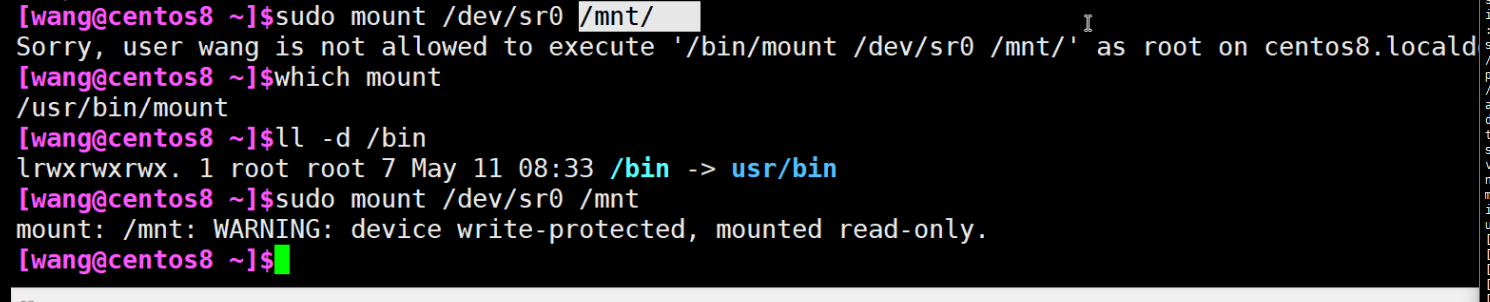 [wang@centos8 ~]$sudo mount /dev/sr0 /mnt/
Sorry, user wang is not allowed to execute '/bin/mount /dev/sr0 /mnt/' as root on
[wang@centos8 ~]$which mount
/usr/bin/mount
[wang@centos8 ~]$ll -d /bin
lrwxrwxrwx. 1 root root 7 May 11 08:33 /bin -> usr/bin
[wang@centos8 ~]$sudo mount /dev/sr0 /mnt
mount: /mnt: WARNING: device write-protected, mounted read-only.
[wang@centos8 ~]$